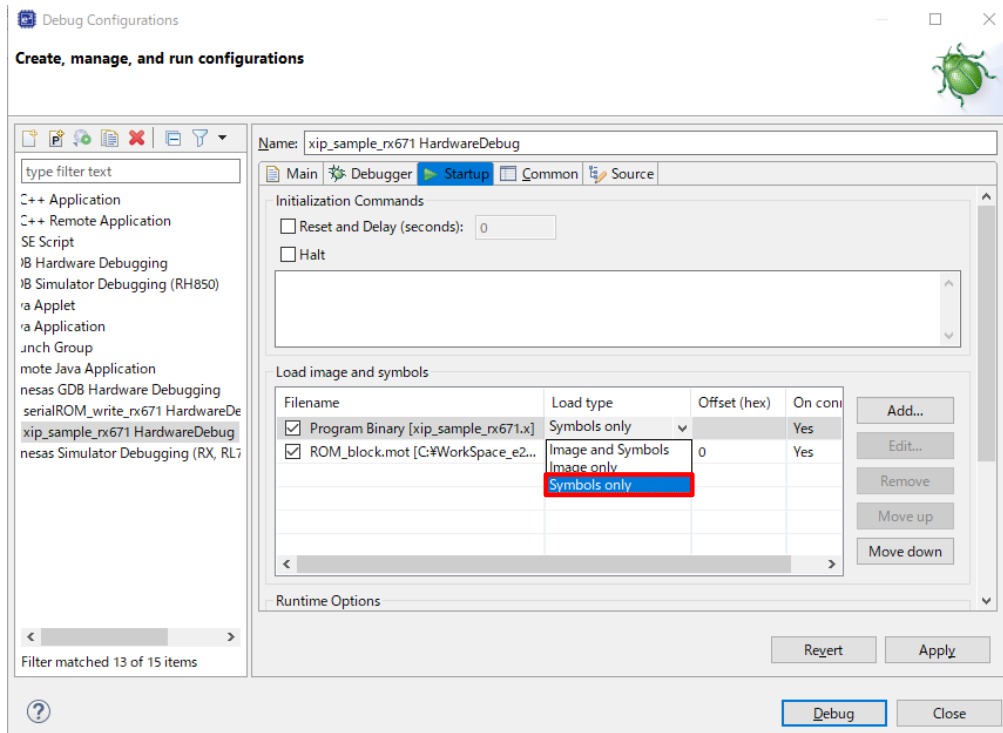 Debug Configurations
Create, manage, and run configurations
type filter text
C++ Application
C++ Remote Application
SE Script
)B Hardware Debugging
)B Simulator Debugging (RH850)
va Applet
va Application
unch Group
mote Java Application
nesas GDB Hardware Debugging
serialROM_write_rx671 HardwareDe
xip_sample_rx671 HardwareDebug
nesas Simulator Debugging (RX, RL7
Filter matched 13 of 15 items
Name: xip_sample_rx671 HardwareDebug
Main Debugger Startup Common Source
Initialization Commands
Reset and Delay (seconds): 0
Halt
Load image and symbols
Filename Load type Offset (hex) On conn
Program Binary [xip_sample_rx671.x] Symbols only Yes
ROM_block.mot [C:¥WorkSpace_e2... Image and Symbols 0 Yes
Image only
Symbols only
Add...
Edit...
Remove
Move up
Move down
Runtime Options
Revert Apply
Debug Close